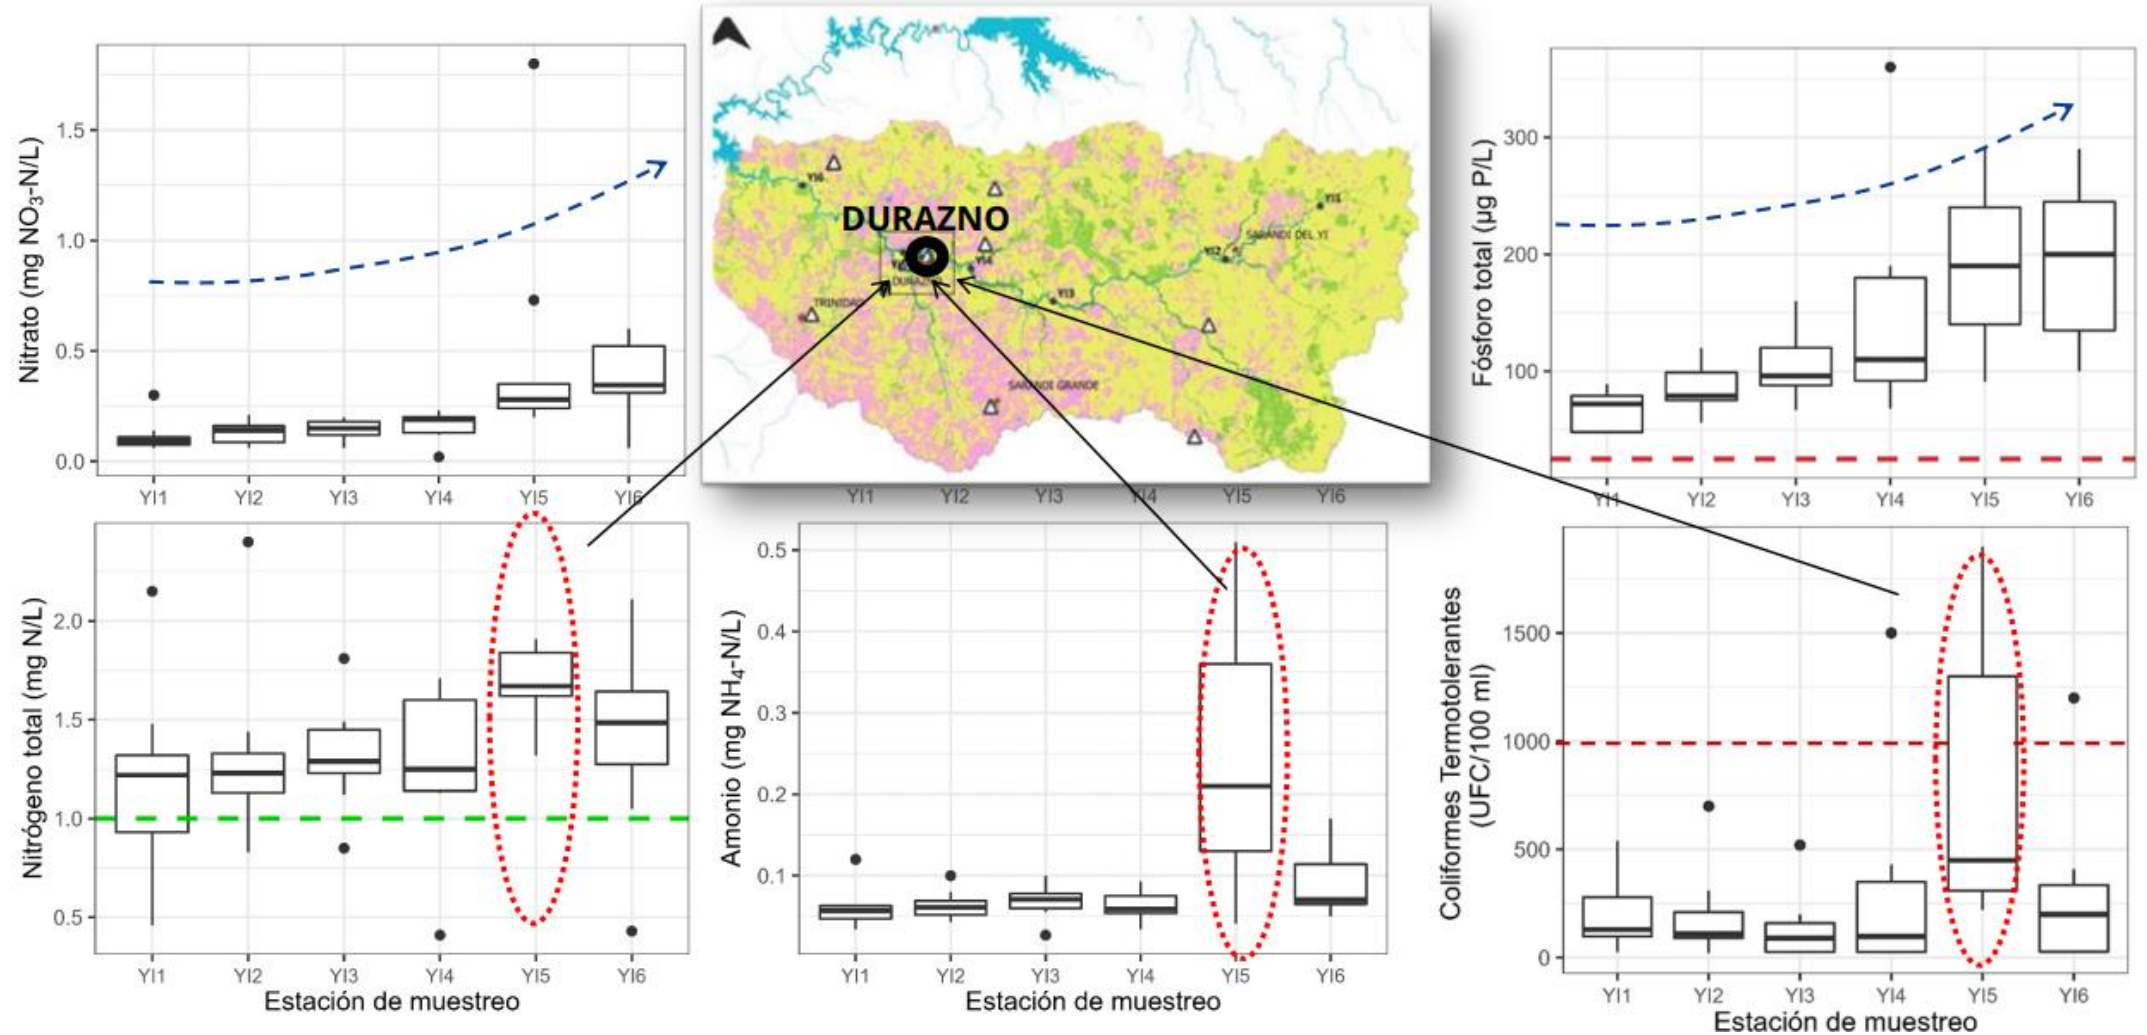 Nitrato (mg NO3-N/L)
1.5
1.0
0.5
0.0
YI1 YI2 YI3 YI4 YI5 YI6
DURAZNO
YI6
YI1
SARANDI DEL YI
YI2
YI4
YI3
TRINIDAD
SARANDI GRANDE
YI1 YI2 YI3 YI4 YI5 YI6
Fósforo total (µg P/L)
300
200
100
YI1 YI2 YI3 YI4 YI5 YI6
Nitrógeno total (mg N/L)
2.0
1.5
1.0
0.5
YI1 YI2 YI3 YI4 YI5 YI6
Estación de muestreo
Amonio (mg NH4-N/L)
0.5
0.4
0.3
0.2
0.1
YI1 YI2 YI3 YI4 YI5 YI6
Estación de muestreo
Coliformes Termotolerantes
(UFC/100 ml)
1500
1000
500
0
YI1 YI2 YI3 YI4 YI5 YI6
Estación de muestreo